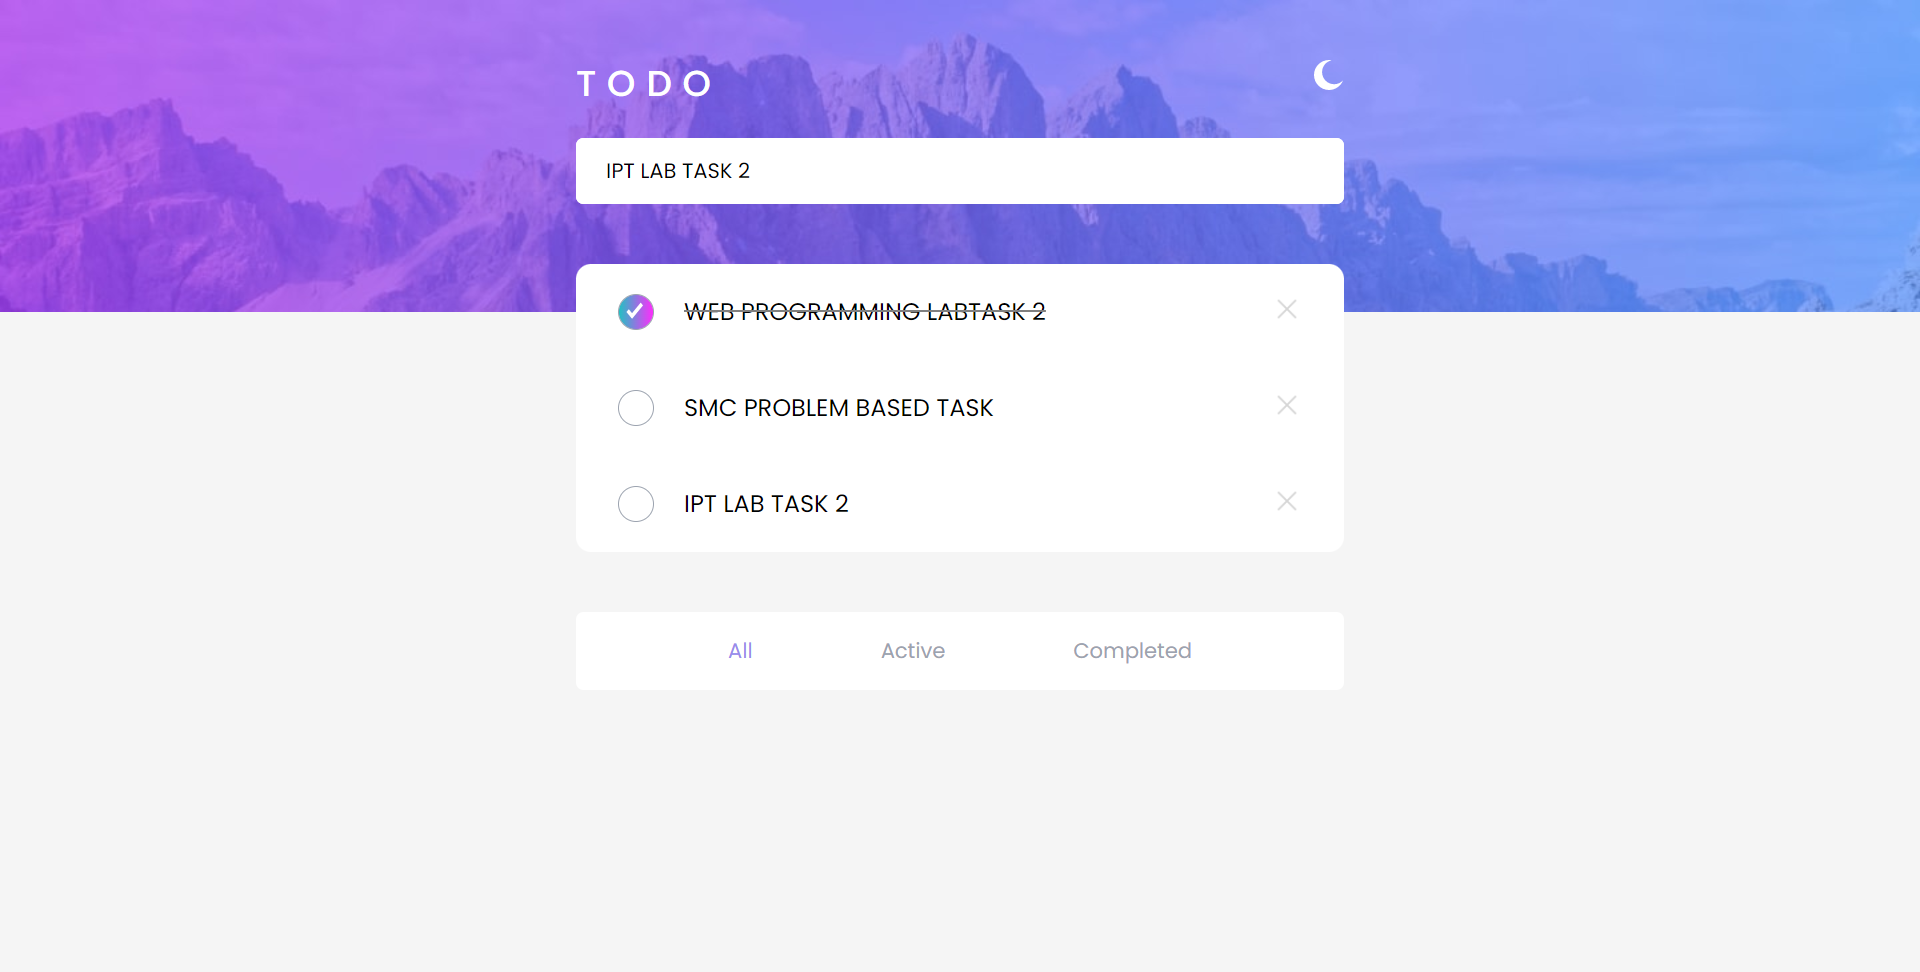 TODO
IPT LAB TASK 2
WEB PROGRAMMING LABTASK 2
SMC PROBLEM BASED TASK
IPT LAB TASK 2
All Active Completed